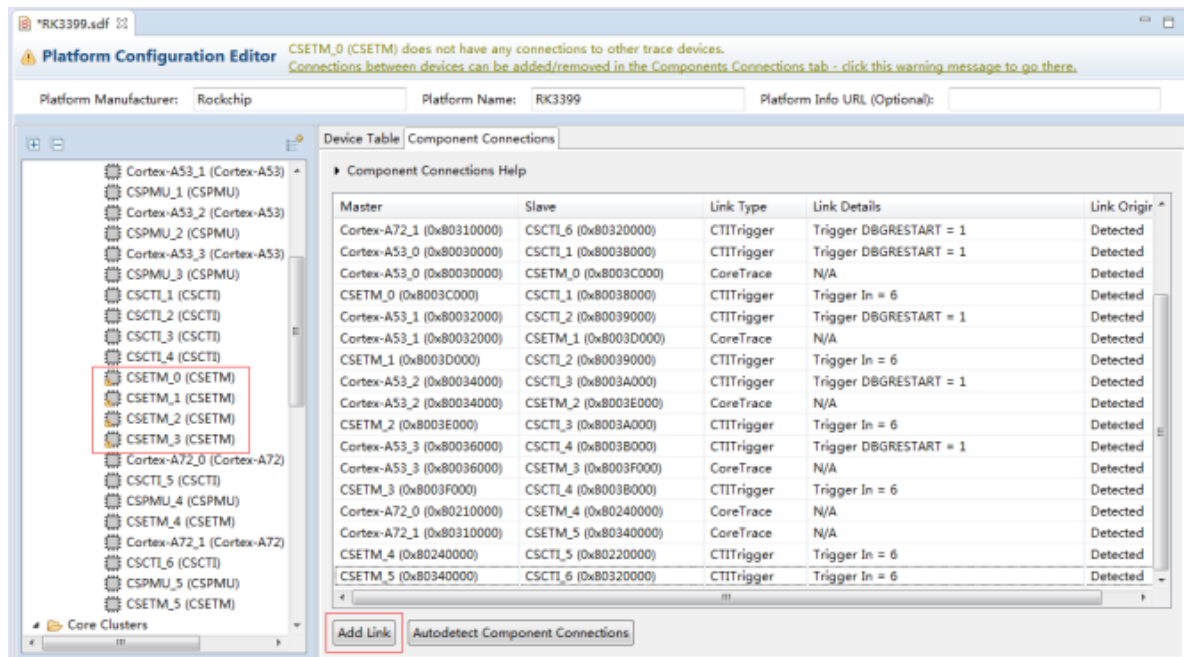 *RK3399.sdf
Platform Configuration Editor
CSETM_0 (CSETM) does not have any connections to other trace devices.
Connections between devices can be added/removed in the Components Connections tab - click this warning message to go there.
Platform Manufacturer: Rockchip Platform Name: RK3399 Platform Info URL (Optional):
Cortex-A53_1 (Cortex-A53)
CSPMU_1 (CSPMU)
Cortex-A53_2 (Cortex-A53)
CSPMU_2 (CSPMU)
Cortex-A53_3 (Cortex-A53)
CSPMU_3 (CSPMU)
CSCTI_1 (CSCTI)
CSCTI_2 (CSCTI)
CSCTI_3 (CSCTI)
CSCTI_4 (CSCTI)
CSETM_0 (CSETM)
CSETM_1 (CSETM)
CSETM_2 (CSETM)
CSETM_3 (CSETM)
Cortex-A72_0 (Cortex-A72)
CSCTI_5 (CSCTI)
CSPMU_4 (CSPMU)
CSETM_4 (CSETM)
Cortex-A72_1 (Cortex-A72)
CSCTI_6 (CSCTI)
CSPMU_5 (CSPMU)
CSETM_5 (CSETM)
Core Clusters
Device Table Component Connections
Component Connections Help
Master Slave Link Type Link Details Link Origir
Cortex-A72_1 (0x80310000) CSCTI_6 (0x80320000) CTITrigger Trigger DBGRESTART = 1 Detected
Cortex-A53_0 (0x80030000) CSCTI_1 (0x80038000) CTITrigger Trigger DBGRESTART = 1 Detected
Cortex-A53_0 (0x80030000) CSETM_0 (0x8003C000) CoreTrace N/A Detected
CSETM_0 (0x8003C000) CSCTI_1 (0x80038000) CTITrigger Trigger In = 6 Detected
Cortex-A53_1 (0x80032000) CSCTI_2 (0x80039000) CTITrigger Trigger DBGRESTART = 1 Detected
Cortex-A53_1 (0x80032000) CSETM_1 (0x8003D000) CoreTrace N/A Detected
CSETM_1 (0x8003D000) CSCTI_2 (0x80039000) CTITrigger Trigger In = 6 Detected
Cortex-A53_2 (0x80034000) CSCTI_3 (0x8003A000) CTITrigger Trigger DBGRESTART = 1 Detected
Cortex-A53_2 (0x80034000) CSETM_2 (0x8003E000) CoreTrace N/A Detected
CSETM_2 (0x8003E000) CSCTI_3 (0x8003A000) CTITrigger Trigger In = 6 Detected
Cortex-A53_3 (0x80036000) CSCTI_4 (0x8003B000) CTITrigger Trigger DBGRESTART = 1 Detected
Cortex-A53_3 (0x80036000) CSETM_3 (0x8003F000) CoreTrace N/A Detected
CSETM_3 (0x8003F000) CSCTI_4 (0x8003B000) CTITrigger Trigger In = 6 Detected
Cortex-A72_0 (0x80210000) CSETM_4 (0x80240000) CoreTrace N/A Detected
Cortex-A72_1 (0x80310000) CSETM_5 (0x80340000) CoreTrace N/A Detected
CSETM_4 (0x80240000) CSCTI_5 (0x80220000) CTITrigger Trigger In = 6 Detected
CSETM_5 (0x80340000) CSCTI_6 (0x80320000) CTITrigger Trigger In = 6 Detected
Add Link Autodetect Component Connections